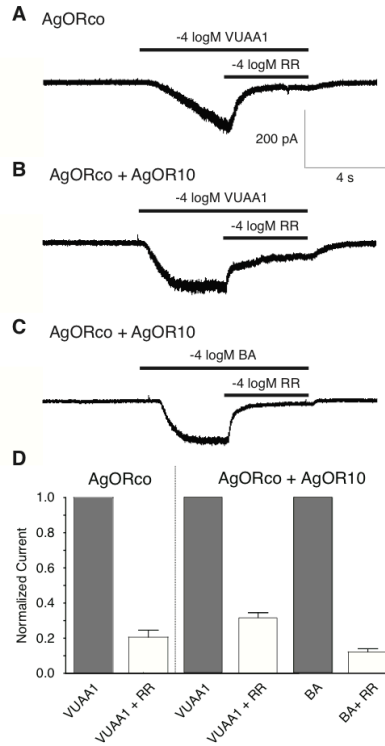 A AgORco
-4 logM VUAA1
-4 logM RR
200 pA
4 s
B AgORco + AgOR10
-4 logM VUAA1
-4 logM RR
C AgORco + AgOR10
-4 logM BA
-4 logM RR
D AgORco AgORco + AgOR10
Normalized Current
1.0
0.8
0.6
0.4
0.2
0.0
VUAA1
VUAA1 + RR
VUAA1
VUAA1 + RR
BA
BA+ RR